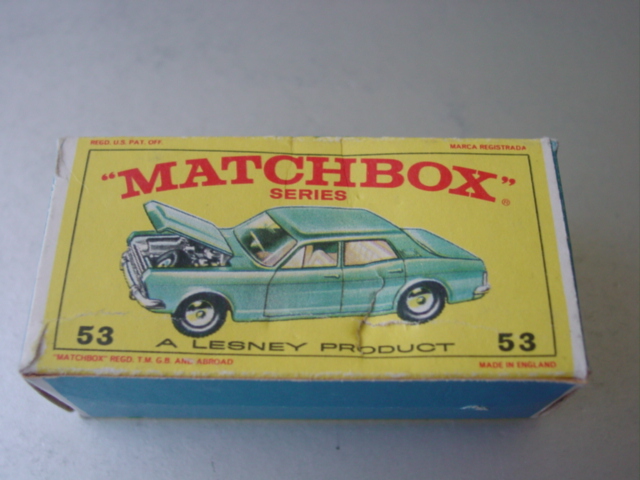 REGD. U.S. PAT. OFF.
MARCA REGISTRADA
"MATCHBOX"®
SERIES
53
A LESNEY PRODUCT
53
"MATCHBOX" REGD. T.M. G.B. AND ABROAD
MADE IN ENGLAND